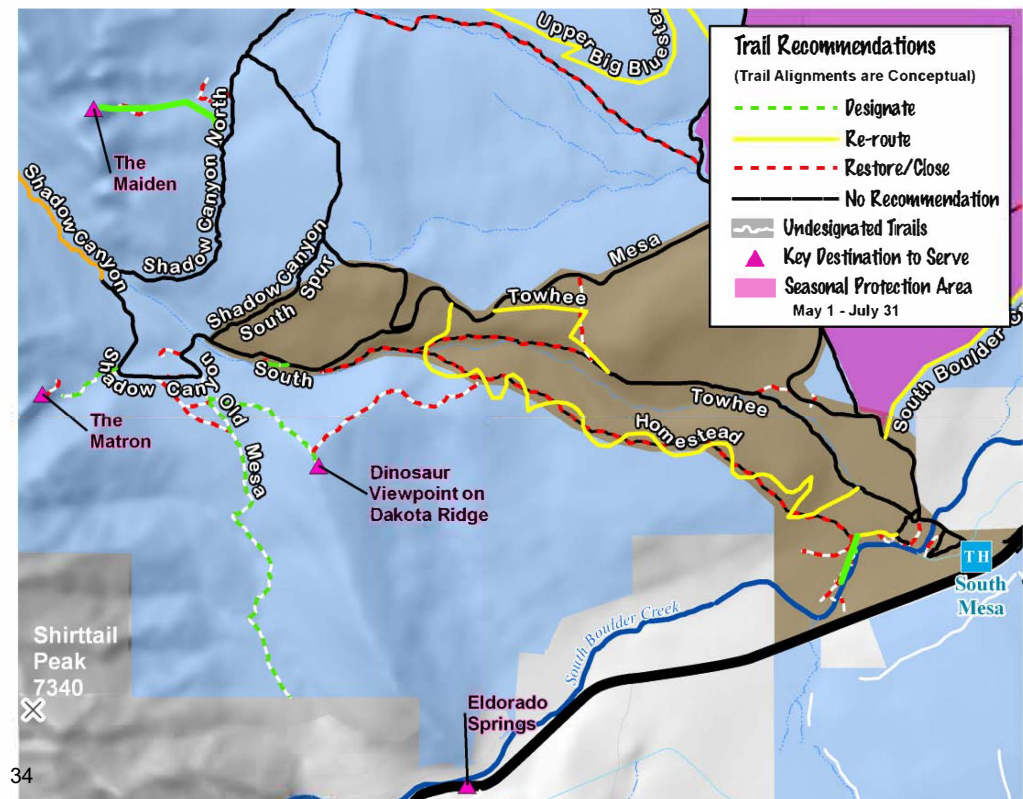 Upper
Big Bluestem
Trail Recommendations
(Trail Alignments are Conceptual)
Designate
Re-route
Restore/Close
No Recommendation
Undesignated Trails
Key Destination to Serve
Seasonal Protection Area
May 1 - July 31
The
Maiden
Shadow Canyon North
Shadow Canyon
Shadow Canyon
South Spur
Mesa
Towhee
South Boulder
South
Shadow Canyon
The
Matron
Old
Mesa
Towhee
Homestead
Dinosaur
Viewpoint on
Dakota Ridge
TH
South
Mesa
South Boulder Creek
Shirttail
Peak
7340
Eldorado
Springs
34